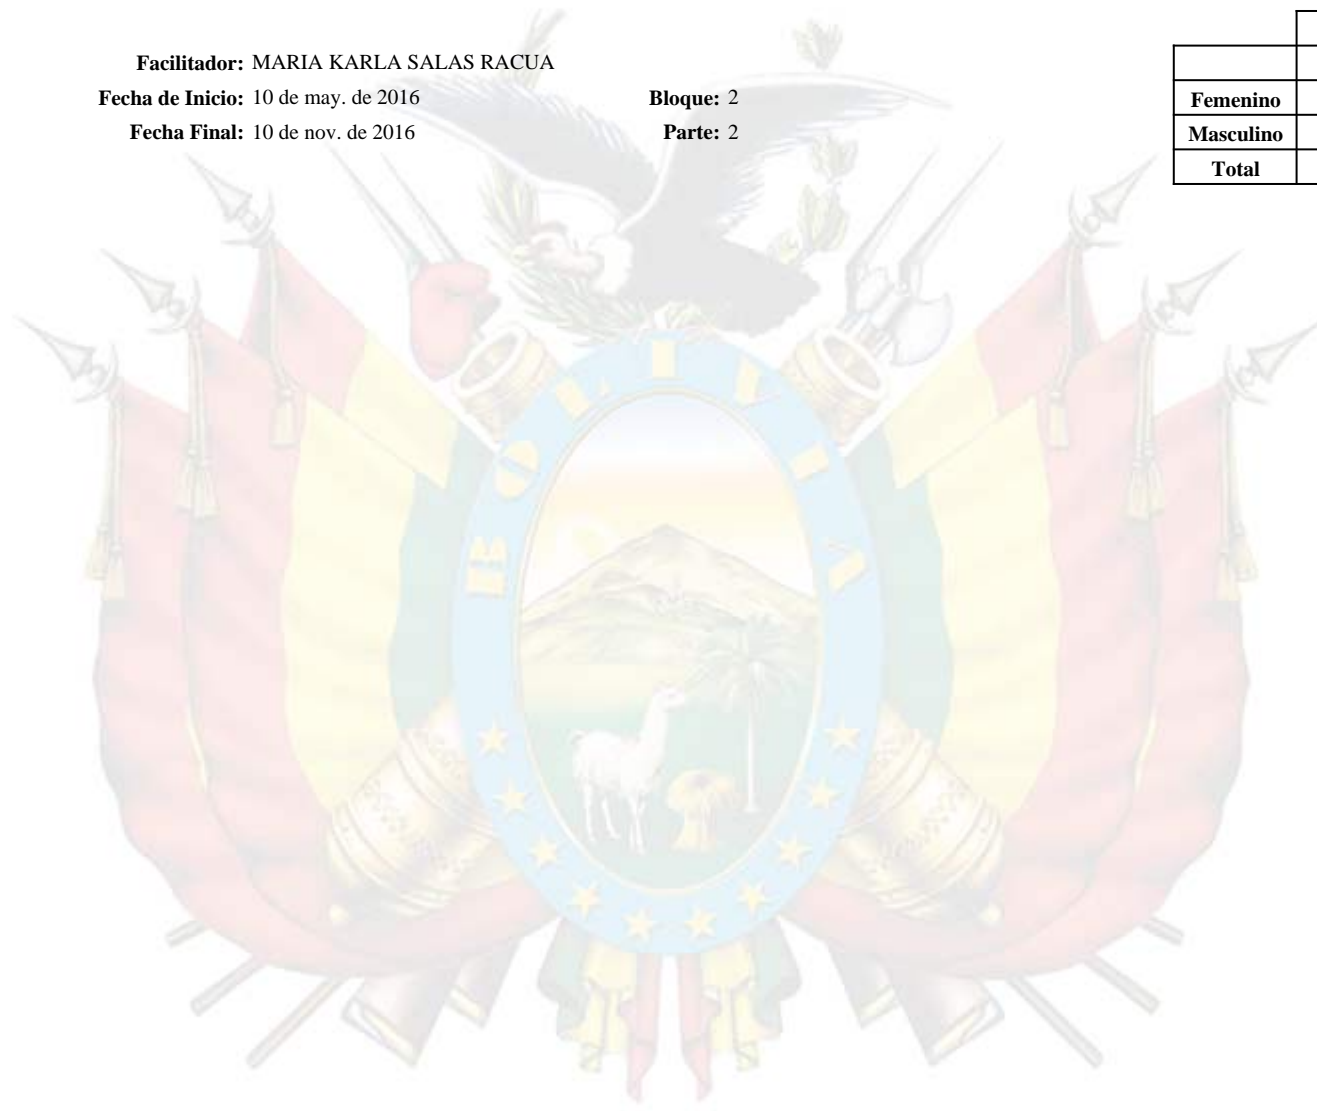 Facilitador: MARIA KARLA SALAS RACUA
Fecha de Inicio: 10 de may. de 2016 Bloque: 2
Fecha Final: 10 de nov. de 2016 Parte: 2
Femenino
Masculino
Total
BOLIVIA